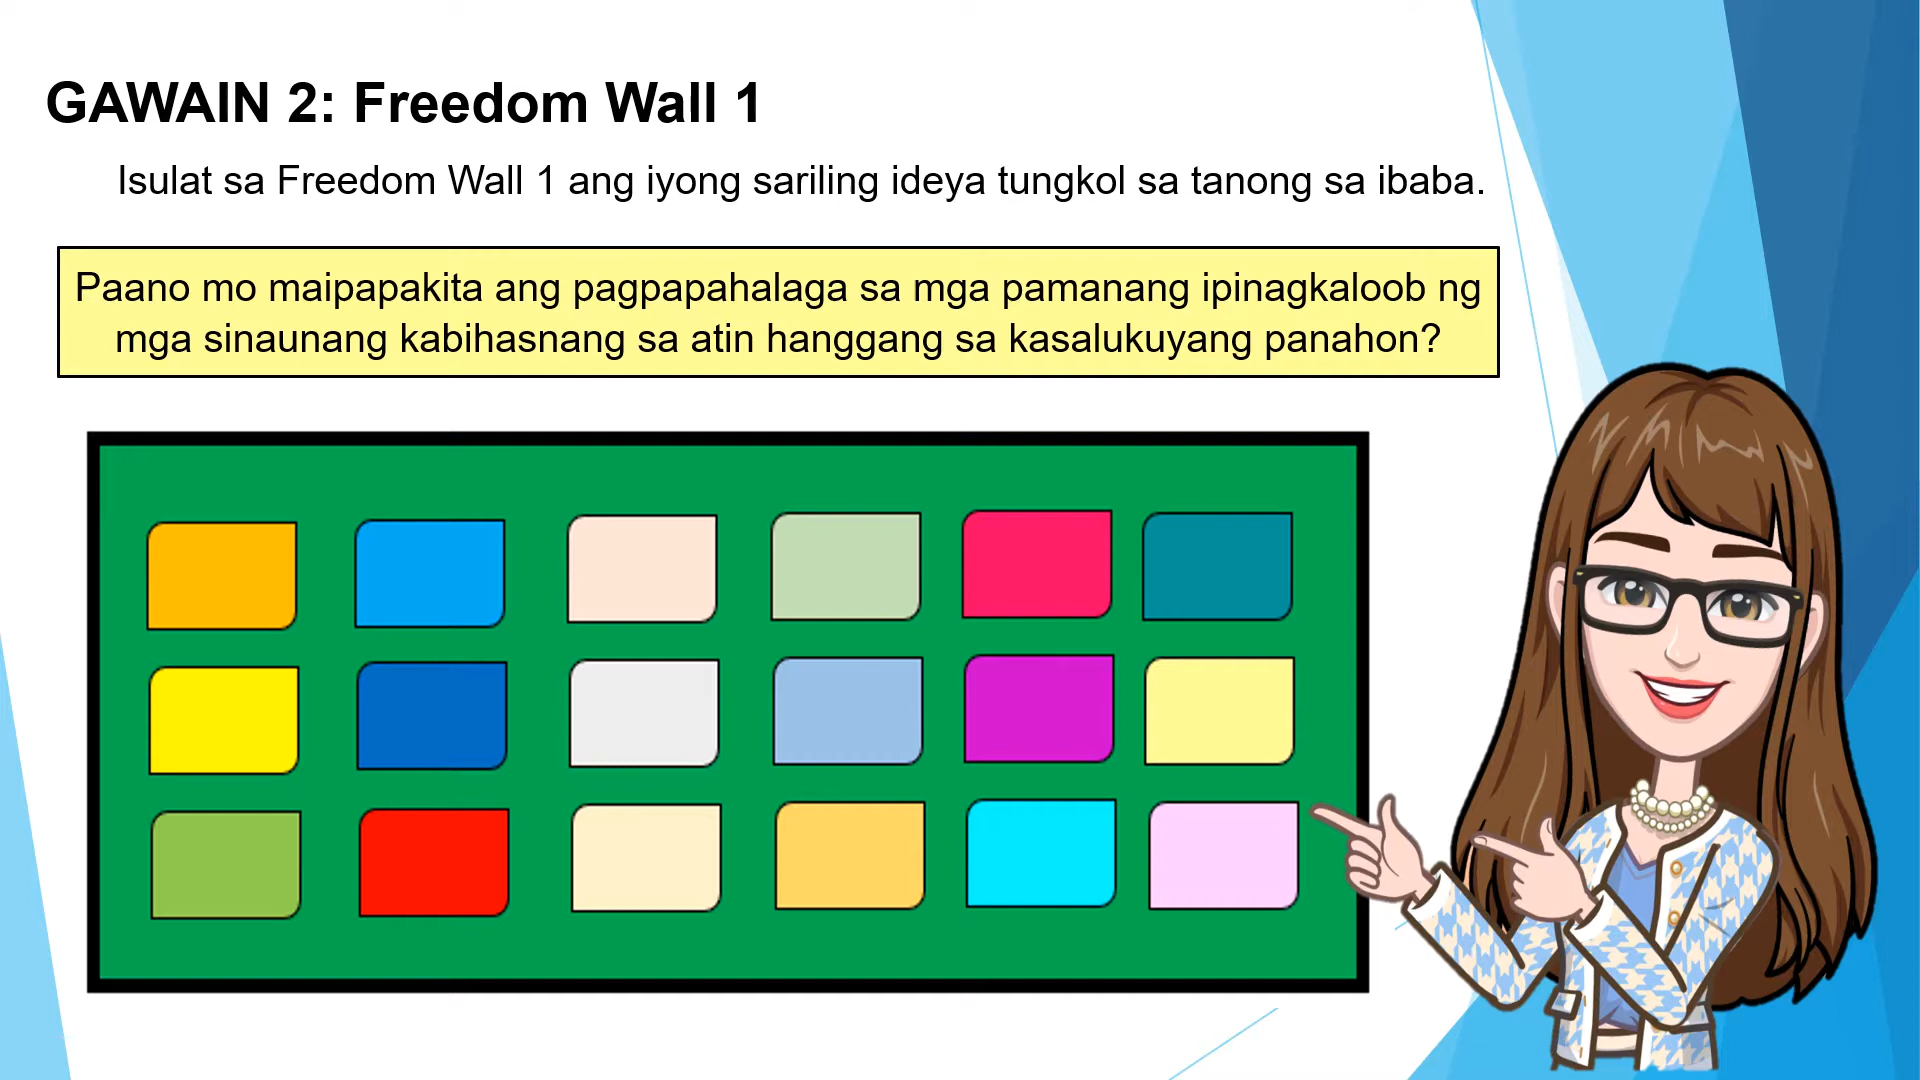 GAWAIN 2: Freedom Wall 1
Isulat sa Freedom Wall 1 ang iyong sariling ideya tungkol sa tanong sa ibaba.
Paano mo maipapakita ang pagpapahalaga sa mga pamanang ipinagkaloob ng
mga sinaunang kabihasnang sa atin hanggang sa kasalukuyang panahon?